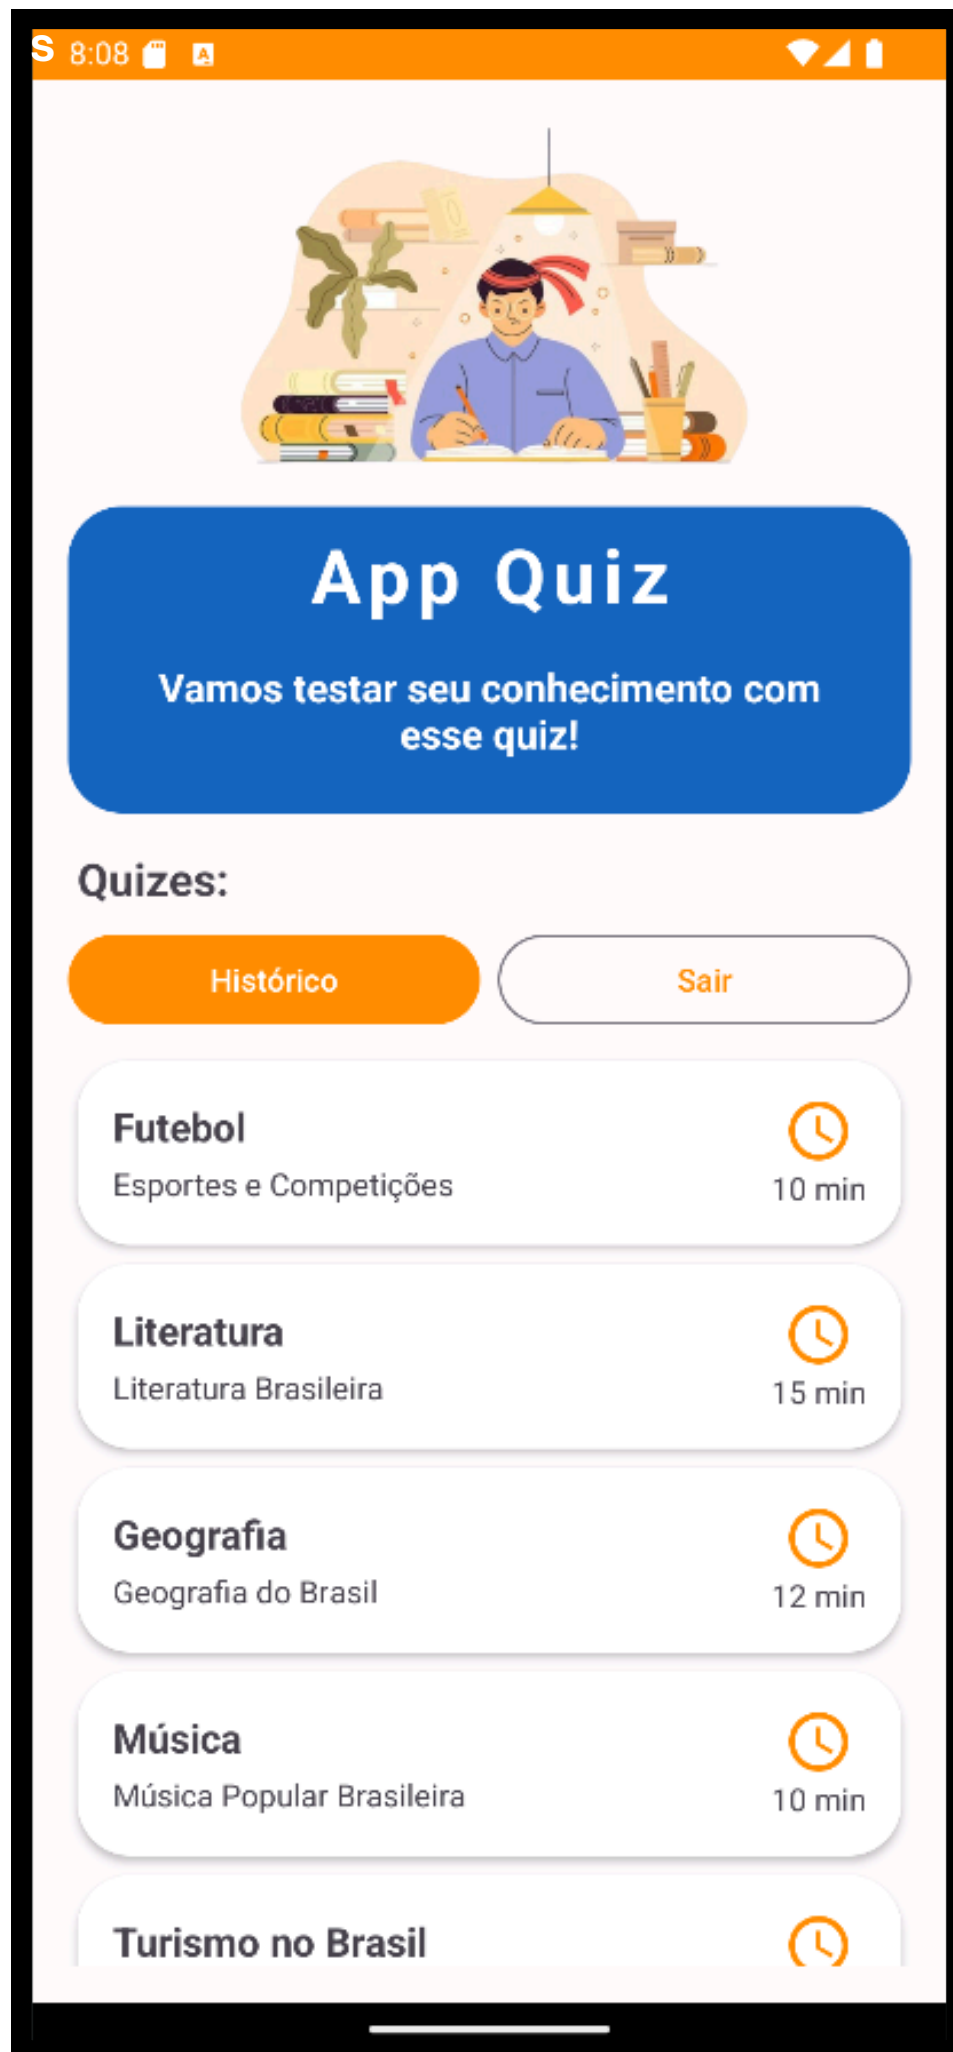 S 8:08 A
App Quiz
Vamos testar seu conhecimento com
esse quiz!
Quizes:
Histórico
Sair
Futebol
Esportes e Competições
10 min
Literatura
Literatura Brasileira
15 min
Geografia
Geografia do Brasil
12 min
Música
Música Popular Brasileira
10 min
Turismo no Brasil